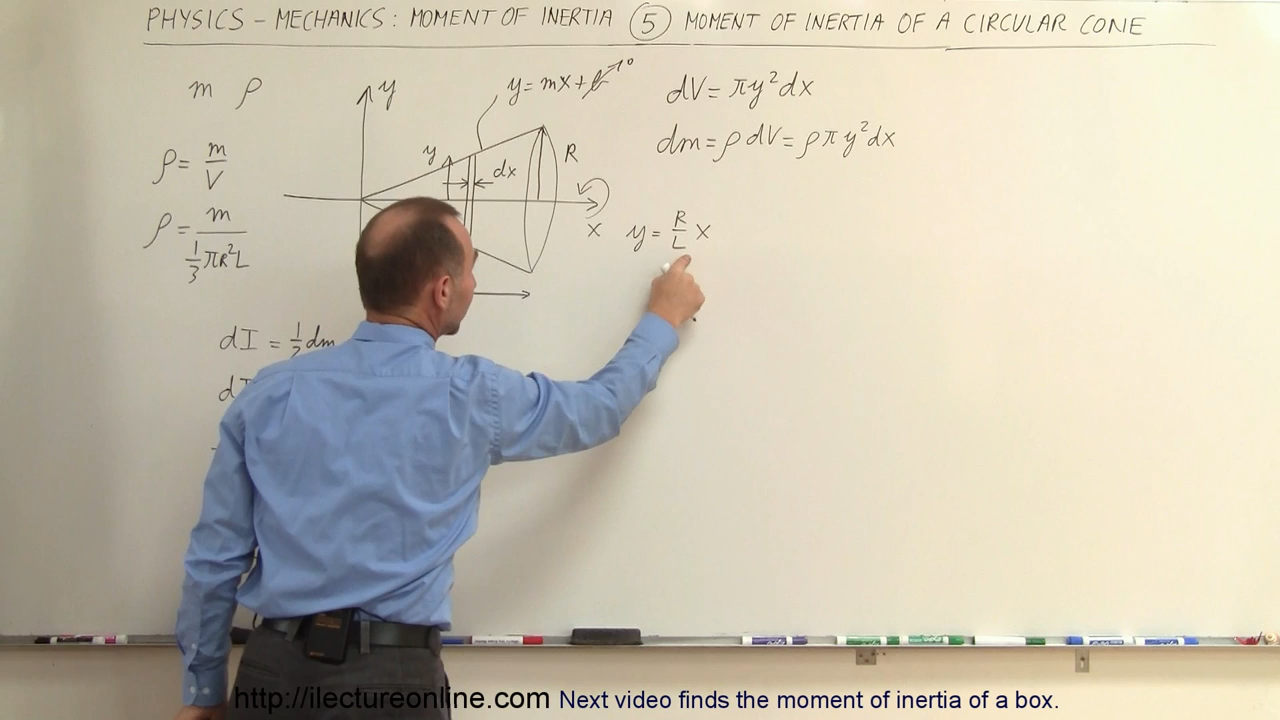 PHYSICS – MECHANICS: MOMENT OF INERTIA ⑤ MOMENT OF INERTIA OF A CIRCULAR CONE
m ρ
ρ = m/V
ρ = m / (1/3 πR²L)
y
y = mx + b → 0
y
dx
R
x
dV = πy²dx
dm = ρ dV = ρπy²dx
y = R/L x
dI = 1/2 dm
http://ilectureonline.com Next video finds the moment of inertia of a box.